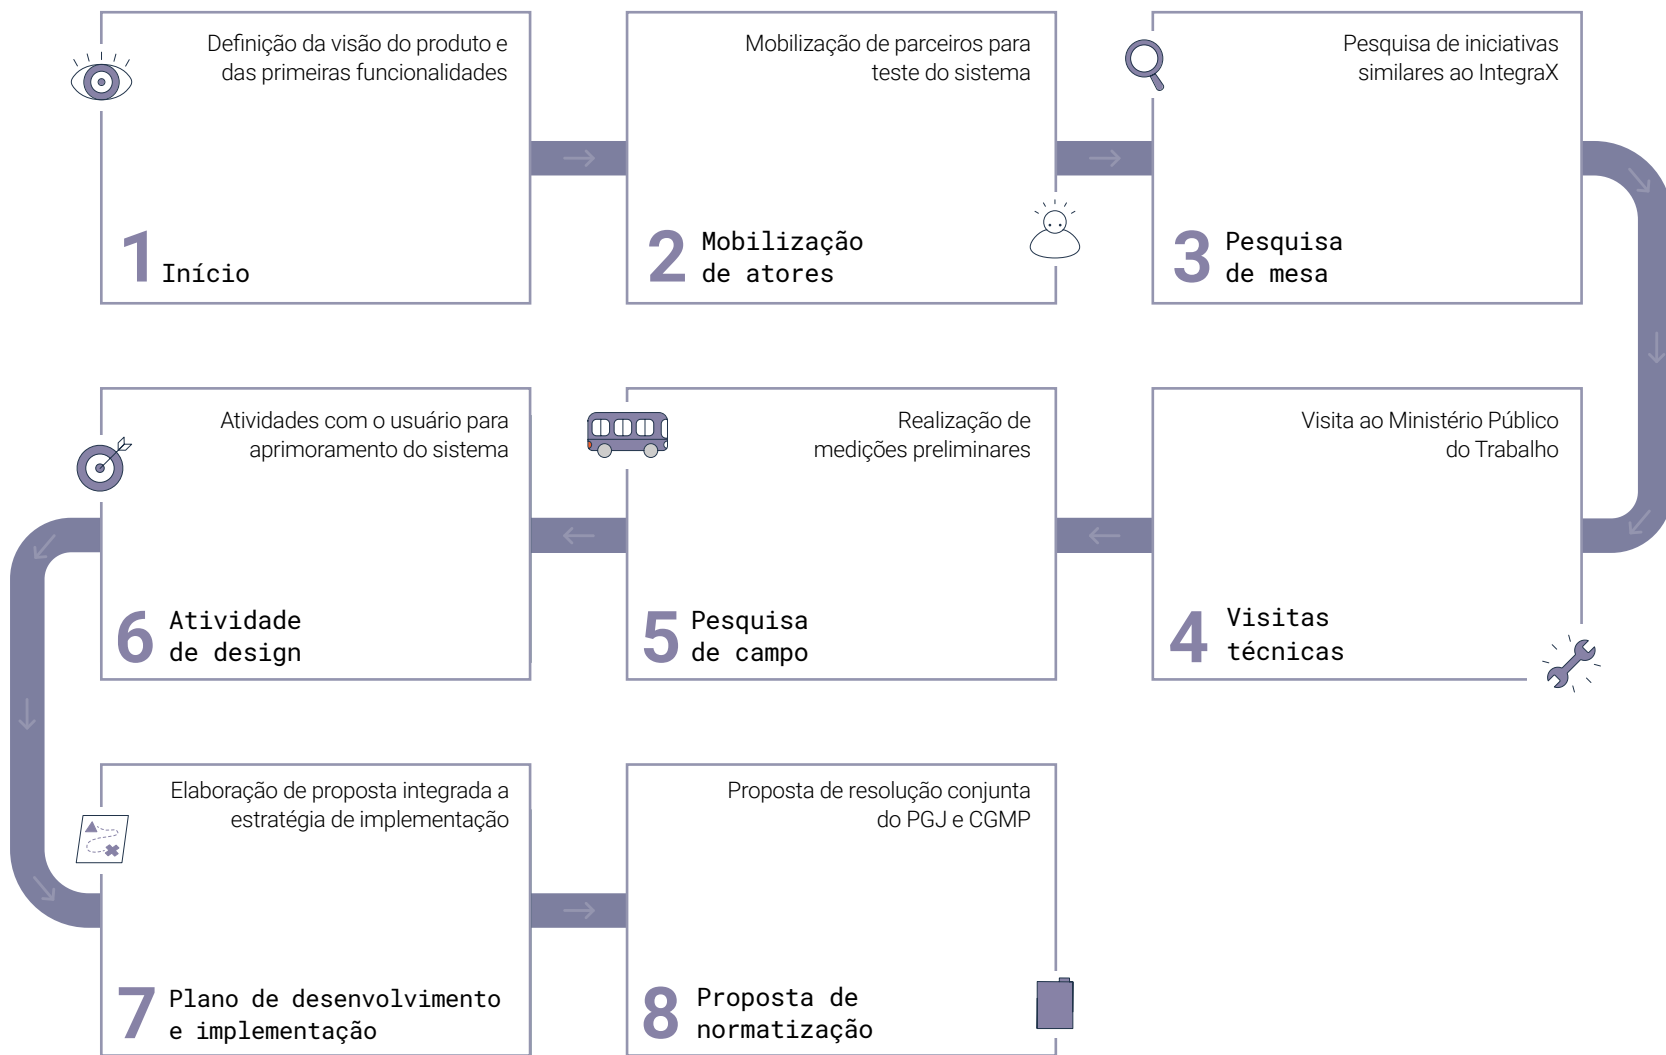 Definição da visão do produto e
das primeiras funcionalidades
1 Início
Mobilização de parceiros para
teste do sistema
2 Mobilização
de atores
Pesquisa de iniciativas
similares ao IntegraX
3 Pesquisa
de mesa
Visita ao Ministério Público
do Trabalho
4 Visitas
técnicas
Realização de
medições preliminares
5 Pesquisa
de campo
Atividades com o usuário para
aprimoramento do sistema
6 Atividade
de design
Elaboração de proposta integrada a
estratégia de implementação
7 Plano de desenvolvimento
e implementação
Proposta de resolução conjunta
do PGJ e CGMP
8 Proposta de
normatização